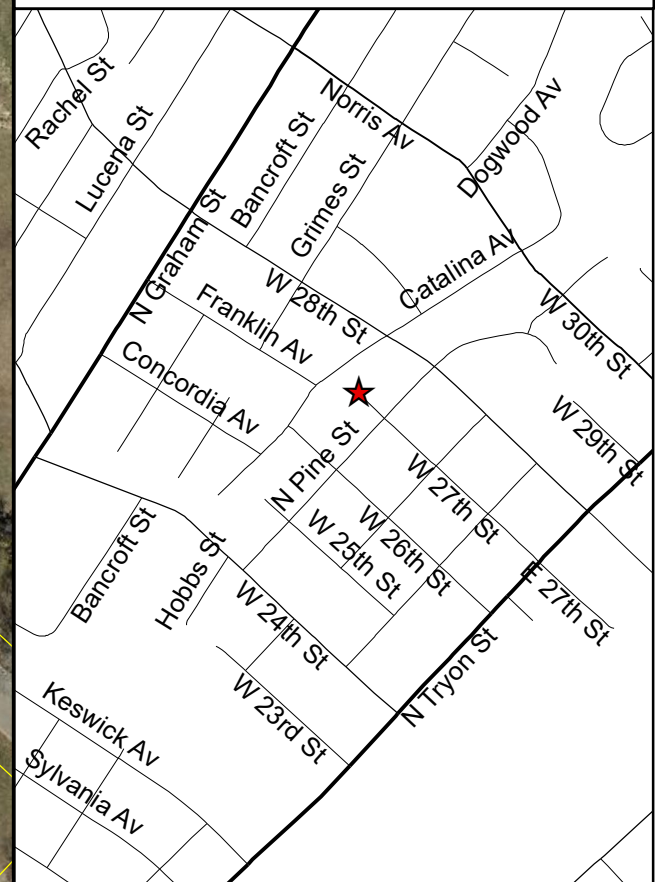 Rachel St
Lucena St
Norris Av
Bancroft St
Dogwood Av
Grimes St
N Graham St
Catalina Av
W 28th St
Franklin Av
W 30th St
Concordia Av
W 29th St
N Pine St
W 27th St
W 26th St
W 25th St
E 27th St
Bancroft St
Hobbs St
W 24th St
N Tryon St
W 23rd St
Keswick Av
Sylvania Av